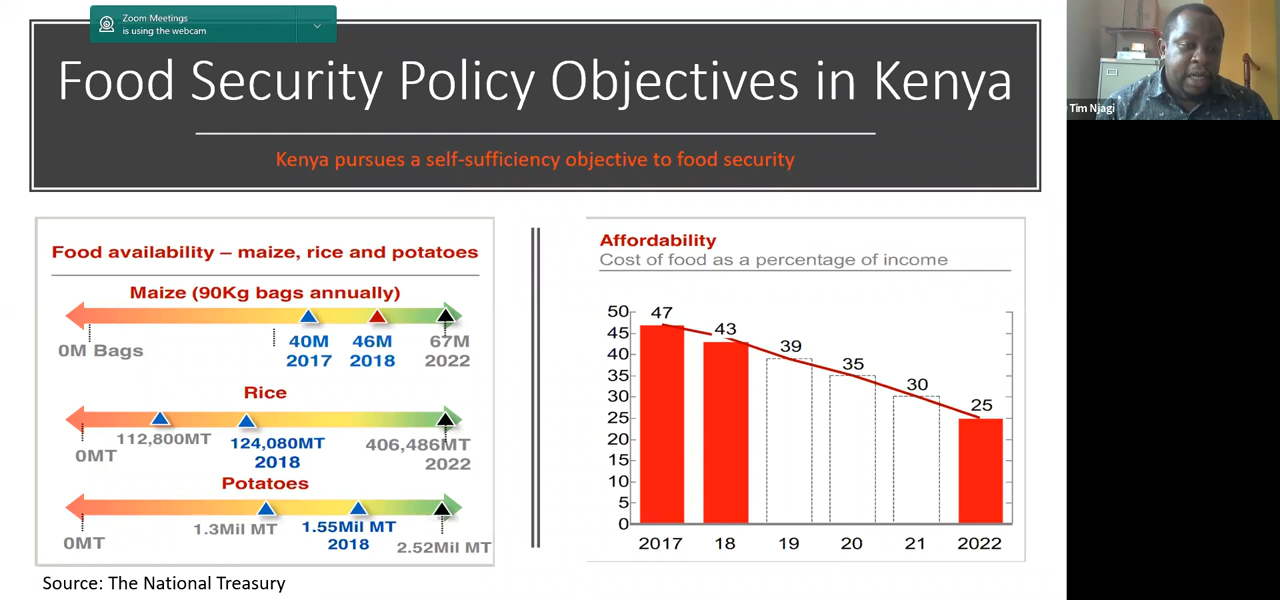 Zoom Meetings
is using the webcam
Food Security Policy Objectives in Kenya
Kenya pursues a self-sufficiency objective to food security
Tim Njagi
Food availability – maize, rice and potatoes
Maize (90Kg bags annually)
0M Bags
40M
2017
46M
2018
67M
2022
Rice
0MT
112,800MT
124,080MT
2018
406,486MT
2022
Potatoes
0MT
1.3Mil MT
1.55Mil MT
2018
2.52Mil MT
Source: The National Treasury
Affordability
Cost of food as a percentage of income
50
45
40
35
30
25
20
15
10
5
0
47
43
39
35
30
25
2017 18 19 20 21 2022